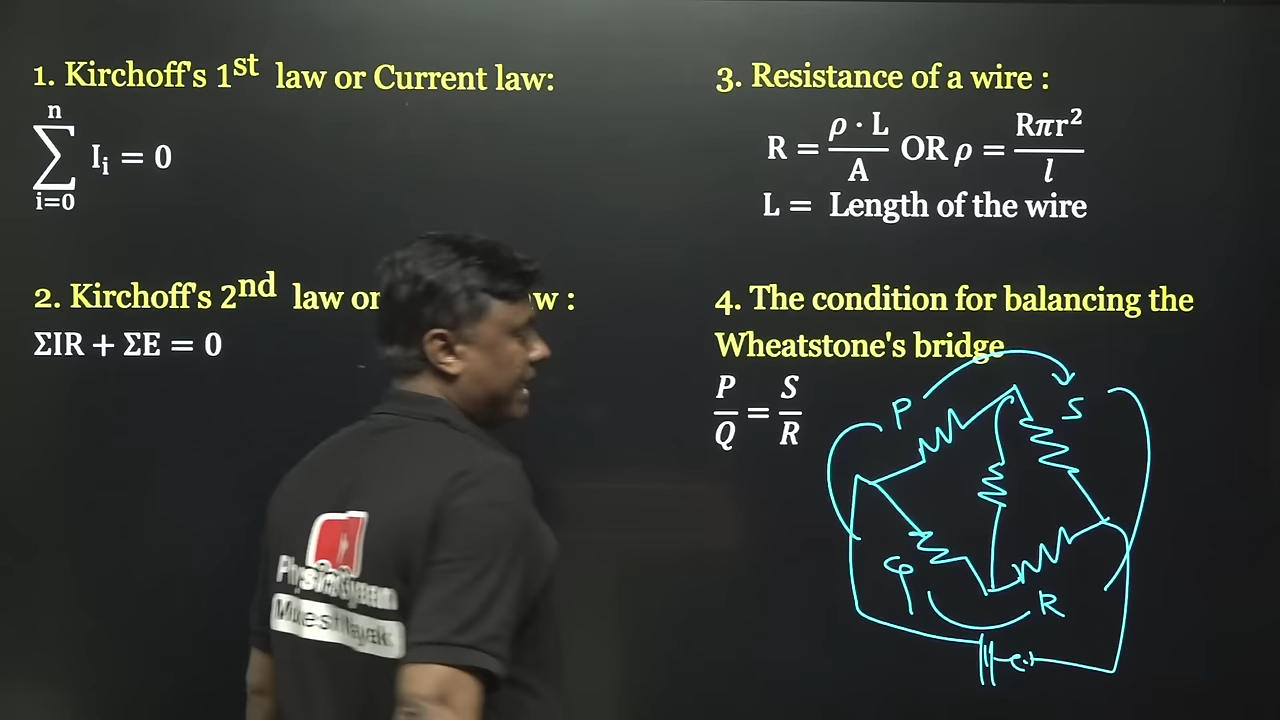 1. Kirchoff's 1st law or Current law:
n
∑ Ii = 0
i=0
2. Kirchoff's 2nd law or w :
ΣIR + ΣE = 0
3. Resistance of a wire :
R = ρ · L / A OR ρ = Rπr² / l
L = Length of the wire
4. The condition for balancing the
Wheatstone's bridge
P/Q = S/R
P S
Q R